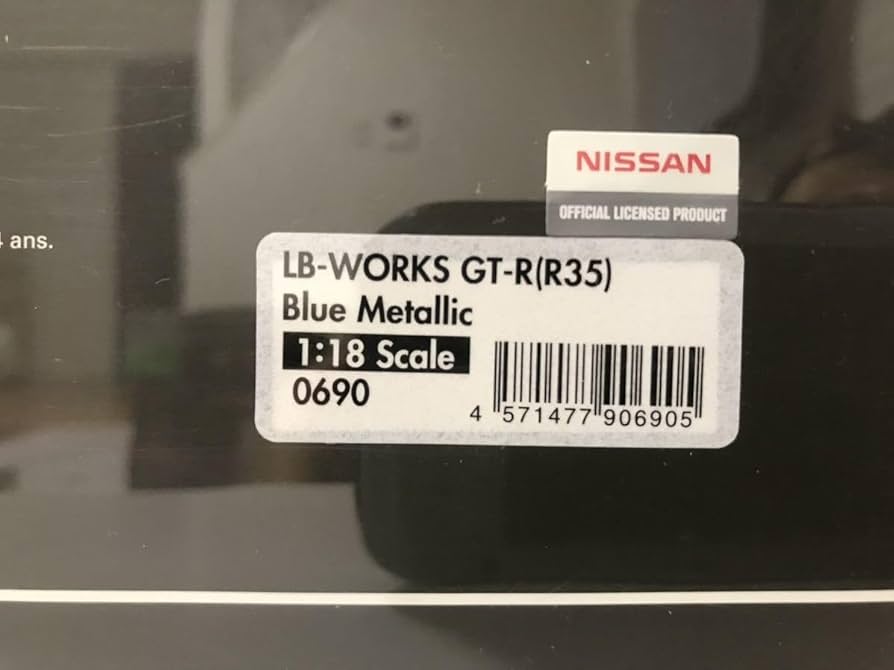 NISSAN
OFFICIAL LICENSED PRODUCT
ans.
LB-WORKS GT-R(R35)
Blue Metallic
1:18 Scale
0690
4 571477 906905